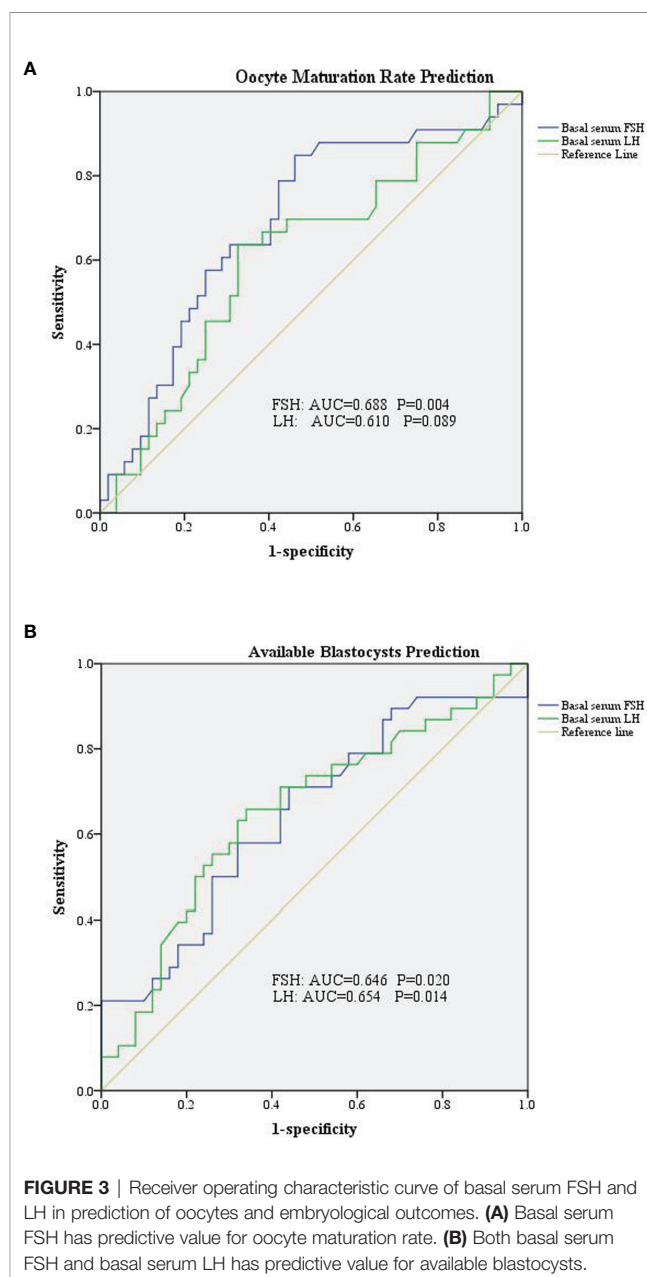 A
Oocyte Maturation Rate Prediction
Basal serum FSH
Basal serum LH
Reference Line
1.0
0.8
0.6
0.4
0.2
0.0
Sensitivity
FSH: AUC=0.688 P=0.004
LH: AUC=0.610 P=0.089
0.0 0.2 0.4 0.6 0.8 1.0
1-specificity
B
Available Blastocysts Prediction
Basal serum FSH
Basal serum LH
Reference line
1.0
0.8
0.6
0.4
0.2
0.0
Sensitivity
FSH: AUC=0.646 P=0.020
LH: AUC=0.654 P=0.014
0.0 0.2 0.4 0.6 0.8 1.0
1-specificity
FIGURE 3 | Receiver operating characteristic curve of basal serum FSH and
LH in prediction of oocytes and embryological outcomes. (A) Basal serum
FSH has predictive value for oocyte maturation rate. (B) Both basal serum
FSH and basal serum LH has predictive value for available blastocysts.